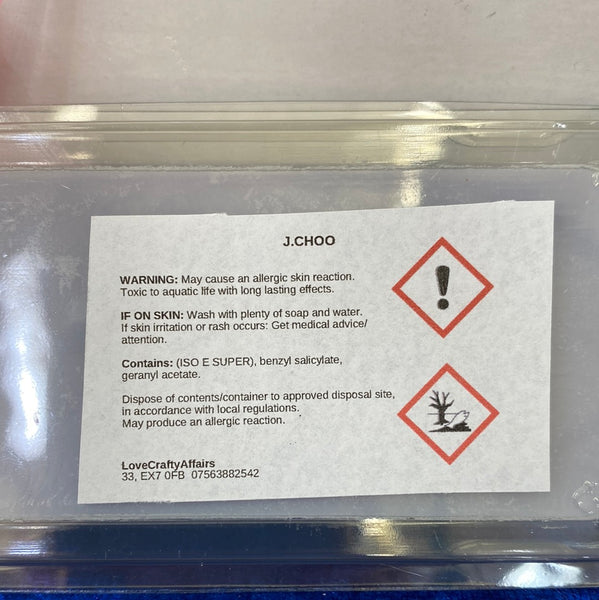 J.CHOO
WARNING: May cause an allergic skin reaction.
Toxic to aquatic life with long lasting effects.
IF ON SKIN: Wash with plenty of soap and water.
If skin irritation or rash occurs: Get medical advice/
attention.
Contains: (ISO E SUPER), benzyl salicylate,
geranyl acetate.
Dispose of contents/container to approved disposal site,
in accordance with local regulations.
May produce an allergic reaction.
LoveCraftyAffairs
33, EX7 0FB 07563882542